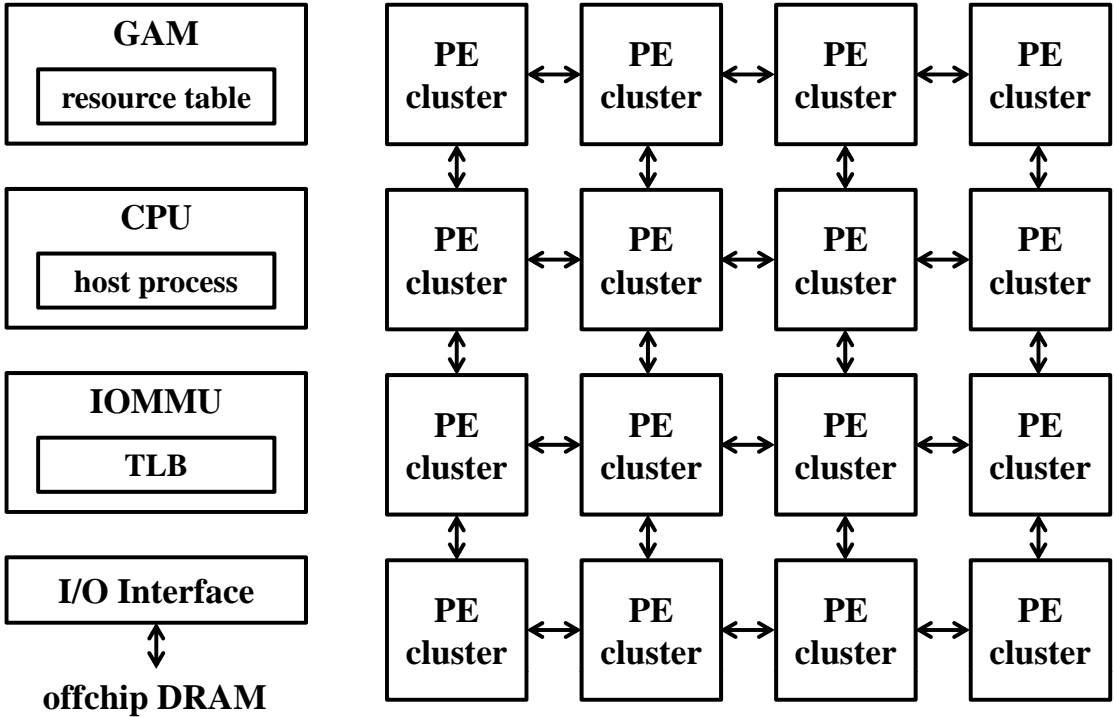 GAM
resource table
CPU
host process
IOMMU
TLB
I/O Interface
offchip DRAM
PE
cluster
PE
cluster
PE
cluster
PE
cluster
PE
cluster
PE
cluster
PE
cluster
PE
cluster
PE
cluster
PE
cluster
PE
cluster
PE
cluster
PE
cluster
PE
cluster
PE
cluster
PE
cluster